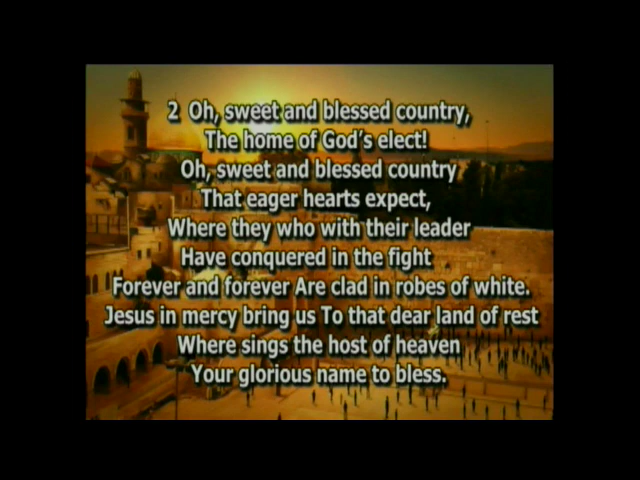 2 Oh, sweet and blessed country,
The home of God's elect!
Oh, sweet and blessed country
That eager hearts expect,
Where they who with their leader
Have conquered in the fight
Forever and forever Are clad in robes of white.
Jesus in mercy bring us To that dear land of rest
Where sings the host of heaven
Your glorious name to bless.